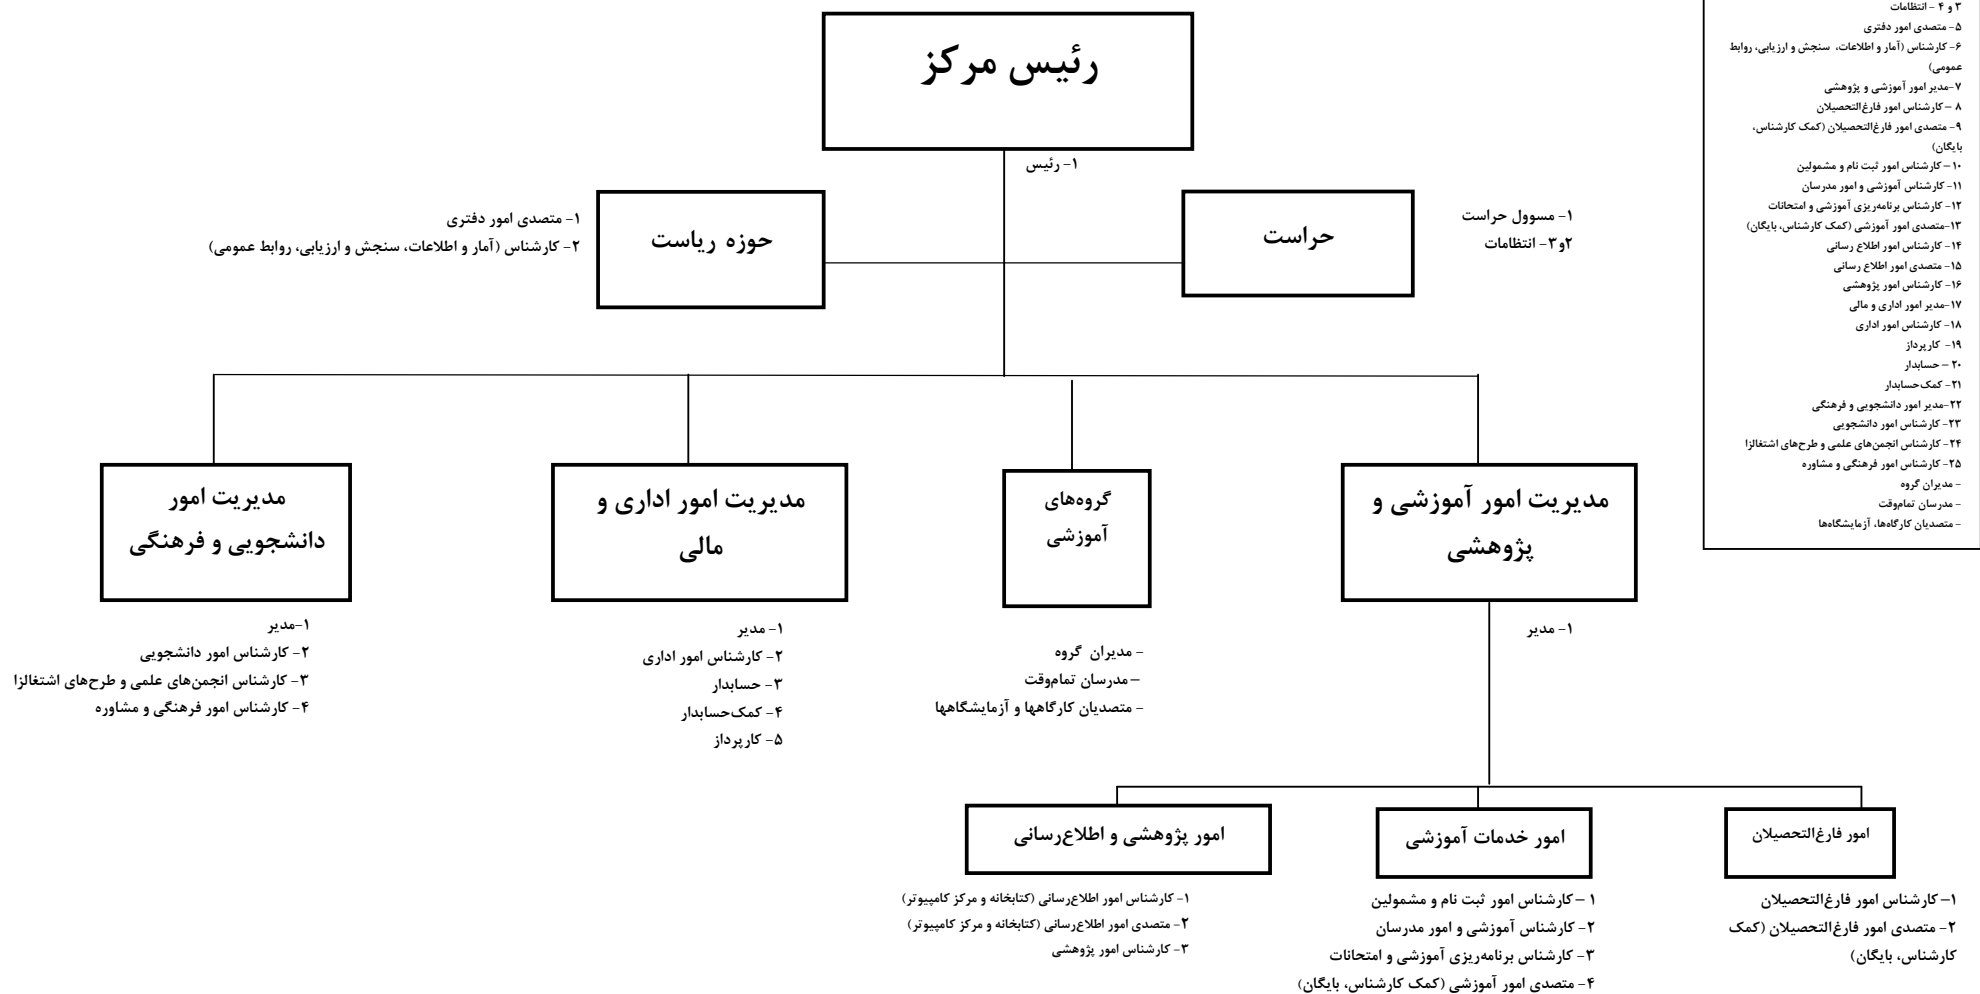 رئیس مرکز
۱- رئیس
حراست
۱- مسوول حراست
۲و۳- انتظامات
حوزه ریاست
۱- متصدی امور دفتری
۲- کارشناس (آمار و اطلاعات، سنجش و ارزیابی، روابط عمومی)
۳ و ۴ - انتظامات
۵- متصدی امور دفتری
۶- کارشناس (آمار و اطلاعات، سنجش و ارزیابی، روابط
عمومی)
۷-مدیر امور آموزشی و پژوهشی
۸ – کارشناس امور فارغ‌التحصیلان
۹- متصدی امور فارغ‌التحصیلان (کمک کارشناس،
بایگان)
۱۰ – کارشناس امور ثبت نام و مشمولین
۱۱- کارشناس آموزشی و امور مدرسان
۱۲- کارشناس برنامه‌ریزی آموزشی و امتحانات
۱۳-متصدی امور آموزشی (کمک کارشناس، بایگان)
۱۴- کارشناس امور اطلاع رسانی
۱۵- متصدی امور اطلاع رسانی
۱۶- کارشناس امور پژوهشی
۱۷-مدیر امور اداری و مالی
۱۸- کارشناس امور اداری
۱۹- کارپرداز
۲۰ – حسابدار
۲۱- کمک‌حسابدار
۲۲-مدیر امور دانشجویی و فرهنگی
۲۳- کارشناس امور دانشجویی
۲۴- کارشناس انجمن‌های علمی و طرح‌های اشتغالزا
۲۵- کارشناس امور فرهنگی و مشاوره
- مدیران گروه
- مدرسان تمام‌وقت
- متصدیان کارگاه‌ها، آزمایشگاه‌ها
مدیریت امور آموزشی و
پژوهشی
۱- مدیر
گروه‌های
آموزشی
- مدیران گروه
– مدرسان تمام‌وقت
- متصدیان کارگاهها و آزمایشگاهها
مدیریت امور اداری و
مالی
۱- مدیر
۲- کارشناس امور اداری
۳- حسابدار
۴- کمک‌حسابدار
۵- کارپرداز
مدیریت امور
دانشجویی و فرهنگی
۱-مدیر
۲- کارشناس امور دانشجویی
۳- کارشناس انجمن‌های علمی و طرح‌های اشتغالزا
۴- کارشناس امور فرهنگی و مشاوره
امور فارغ‌التحصیلان
۱– کارشناس امور فارغ‌التحصیلان
۲- متصدی امور فارغ‌التحصیلان (کمک
کارشناس، بایگان)
امور خدمات آموزشی
۱ – کارشناس امور ثبت نام و مشمولین
۲- کارشناس آموزشی و امور مدرسان
۳- کارشناس برنامه‌ریزی آموزشی و امتحانات
۴- متصدی امور آموزشی (کمک کارشناس، بایگان)
امور پژوهشی و اطلاع‌رسانی
۱- کارشناس امور اطلاع‌رسانی (کتابخانه و مرکز کامپیوتر)
۲- متصدی امور اطلاع‌رسانی (کتابخانه و مرکز کامپیوتر)
۳- کارشناس امور پژوهشی